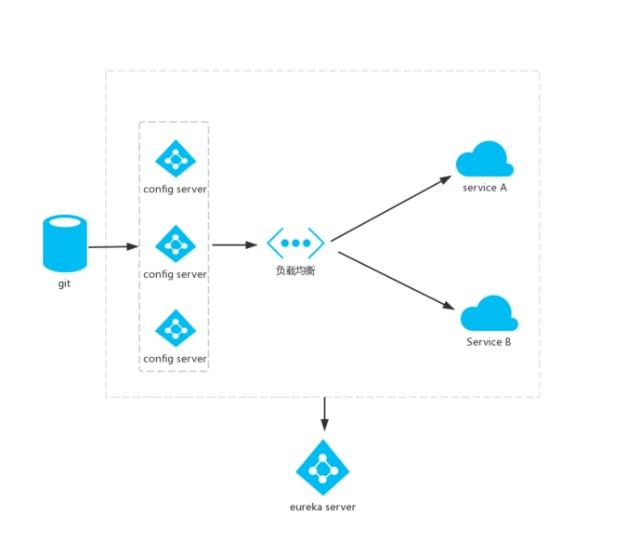 config server
service A
config server
git
负载均衡
config server
Service B
eureka server